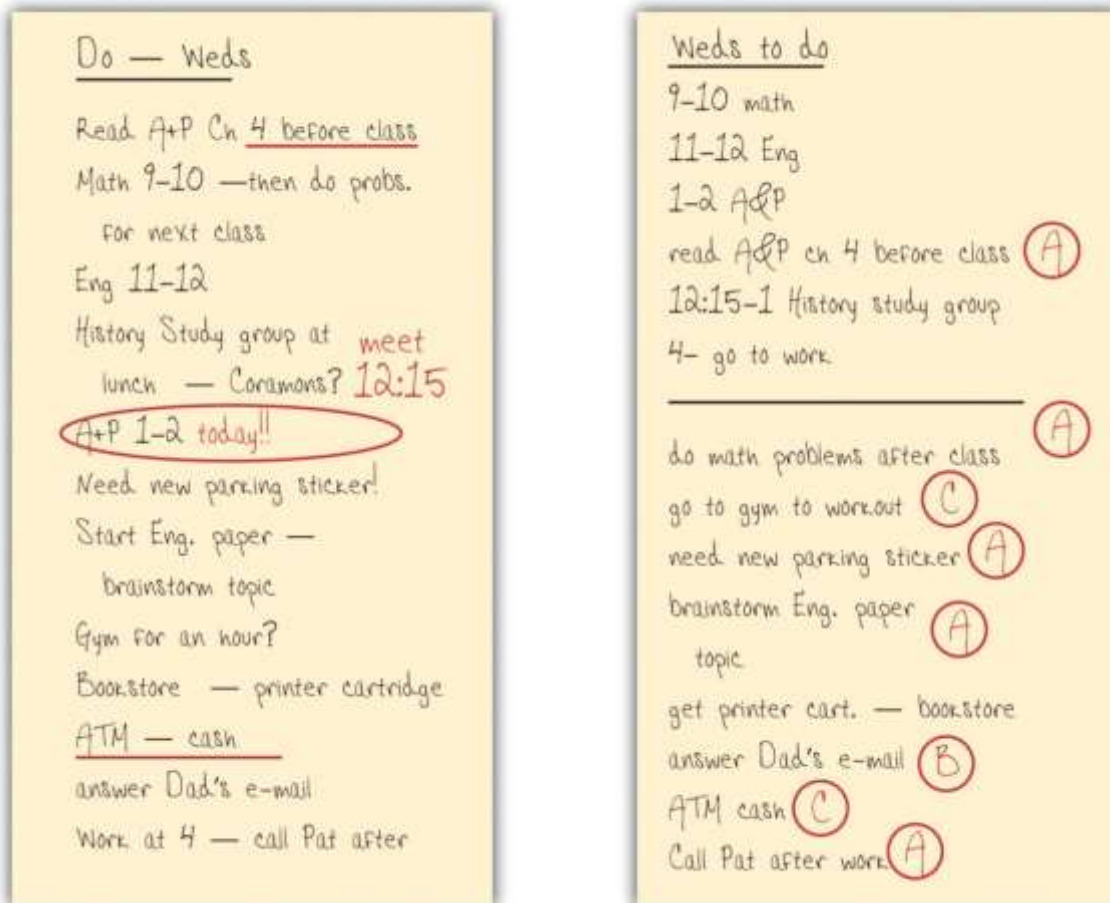 Do — Weds
Read A+P Ch 4 before class
Math 9–10 —then do probs.
for next class
Eng 11–12
History Study group at meet
lunch — Coramons? 12:15
A+P 1–2 today!!
Need new parking sticker!
Start Eng. paper —
brainstorm topic
Gym for an hour?
Bookstore — printer cartridge
ATM — cash
answer Dad's e-mail
Work at 4 — call Pat after
Weds to do
9–10 math
11–12 Eng
1–2 A&P
read A&P ch 4 before class A
12:15–1 History study group
4– go to work
A
do math problems after class
go to gym to workout C
need new parking sticker A
brainstorm Eng. paper A
topic
get printer cart. — bookstore
answer Dad's e-mail B
ATM cash C
Call Pat after work A